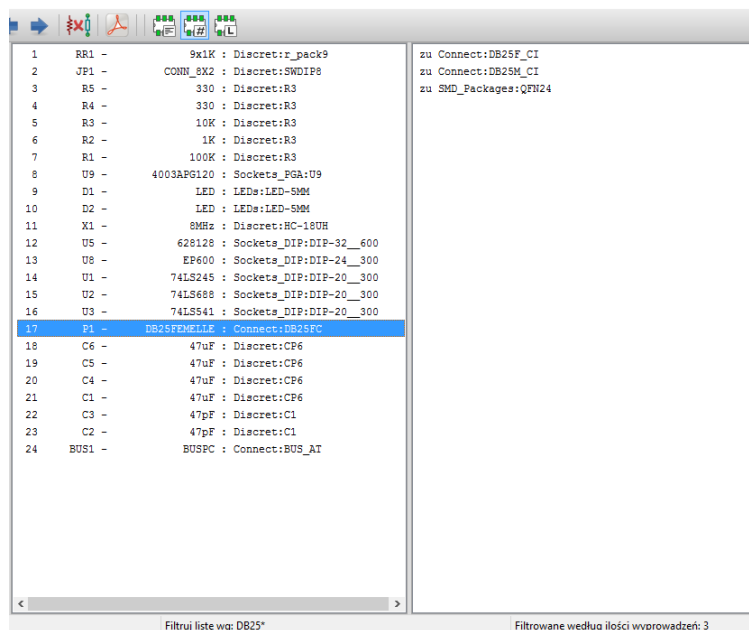 1 RR1 - 9x1K : Discret:r_pack9
2 JP1 - CONN_8X2 : Discret:SWDIP8
3 R5 - 330 : Discret:R3
4 R4 - 330 : Discret:R3
5 R3 - 10K : Discret:R3
6 R2 - 1K : Discret:R3
7 R1 - 100K : Discret:R3
8 U9 - 4003APG120 : Sockets_PGA:U9
9 D1 - LED : LEDs:LED-5MM
10 D2 - LED : LEDs:LED-5MM
11 X1 - 8MHz : Discret:HC-18UH
12 U5 - 628128 : Sockets_DIP:DIP-32__600
13 U8 - EP600 : Sockets_DIP:DIP-24__300
14 U1 - 74LS245 : Sockets_DIP:DIP-20__300
15 U2 - 74LS688 : Sockets_DIP:DIP-20__300
16 U3 - 74LS541 : Sockets_DIP:DIP-20__300
17 P1 - DB25FEMELLE : Connect:DB25FC
18 C6 - 47uF : Discret:CP6
19 C5 - 47uF : Discret:CP6
20 C4 - 47uF : Discret:CP6
21 C1 - 47uF : Discret:CP6
22 C3 - 47pF : Discret:C1
23 C2 - 47pF : Discret:C1
24 BUS1 - BUSPC : Connect:BUS_AT
zu Connect:DB25F_CI
zu Connect:DB25M_CI
zu SMD_Packages:QFN24
Filtruj liste wg: DB25*
Filtrowane według ilości wyprowadzeń: 3